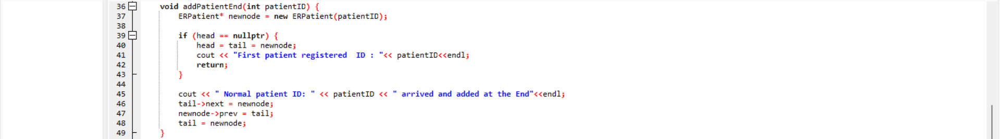 36 void addPatientEnd(int patientID) {
37 ERPatient* newnode = new ERPatient(patientID);
38
39 if (head == nullptr) {
40 head = tail = newnode;
41 cout << "First patient registered  ID : "<< patientID<<endl;
42 return;
43 }
44
45 cout << " Normal patient ID: " << patientID << " arrived and added at the End"<<endl;
46 tail->next = newnode;
47 newnode->prev = tail;
48 tail = newnode;
49 }